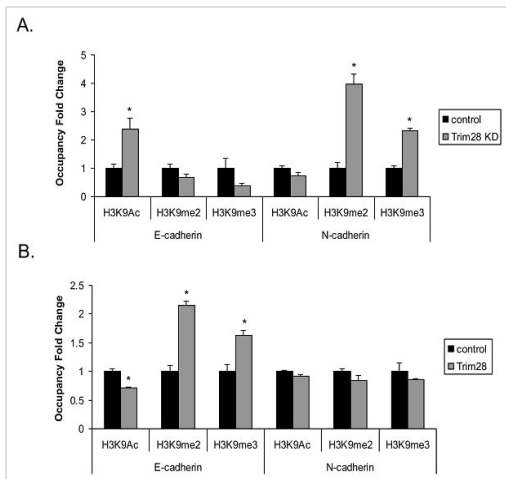 A.
Occupancy Fold Change
5
4
3
2
1
0
*
*
*
control
Trim28 KD
H3K9Ac H3K9me2 H3K9me3 H3K9Ac H3K9me2 H3K9me3
E-cadherin N-cadherin
B.
Occupancy Fold Change
2.5
2
1.5
1
0.5
0
*
*
*
control
Trim28
H3K9Ac H3K9me2 H3K9me3 H3K9Ac H3K9me2 H3K9me3
E-cadherin N-cadherin